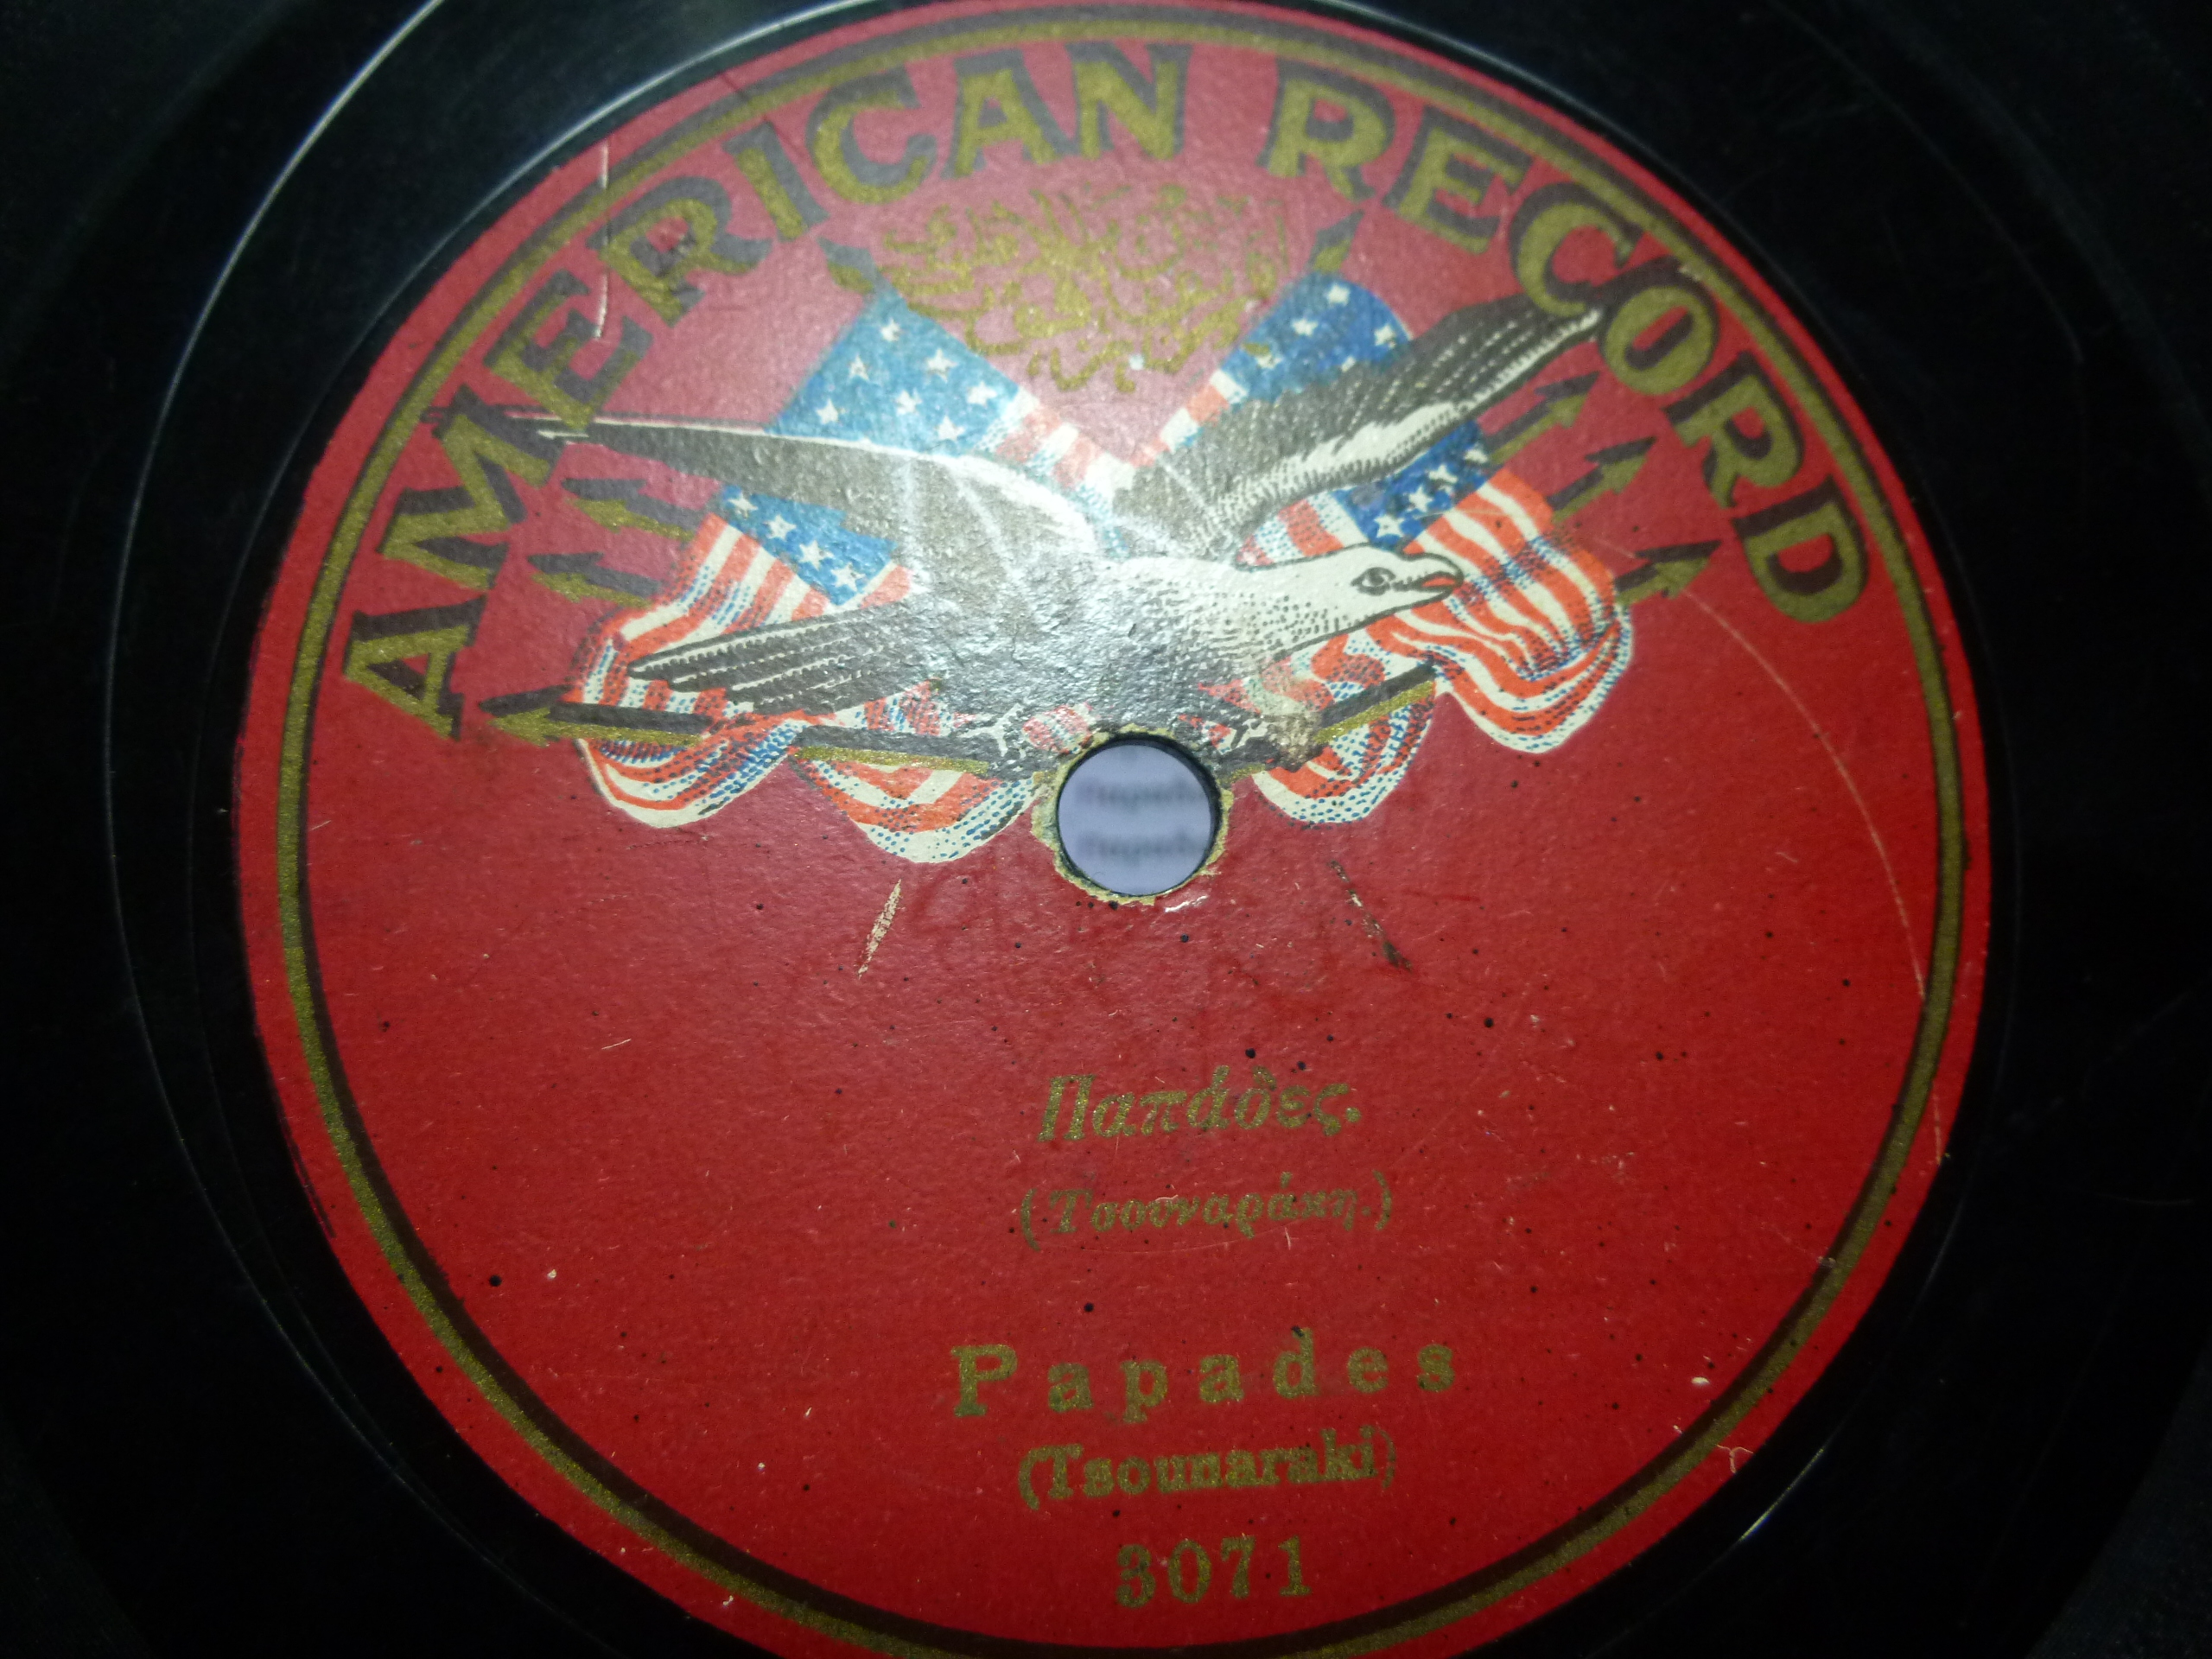 AMERICAN RECORD
Παπάδες.
(Τσουναράκη.)
Papades
(Tsounaraki)
3071